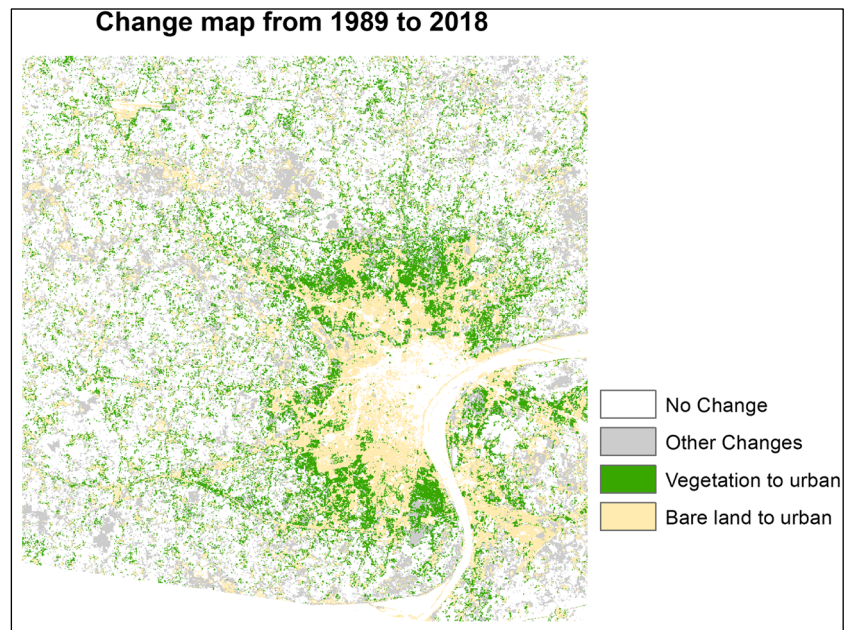 Change map from 1989 to 2018
No Change
Other Changes
Vegetation to urban
Bare land to urban